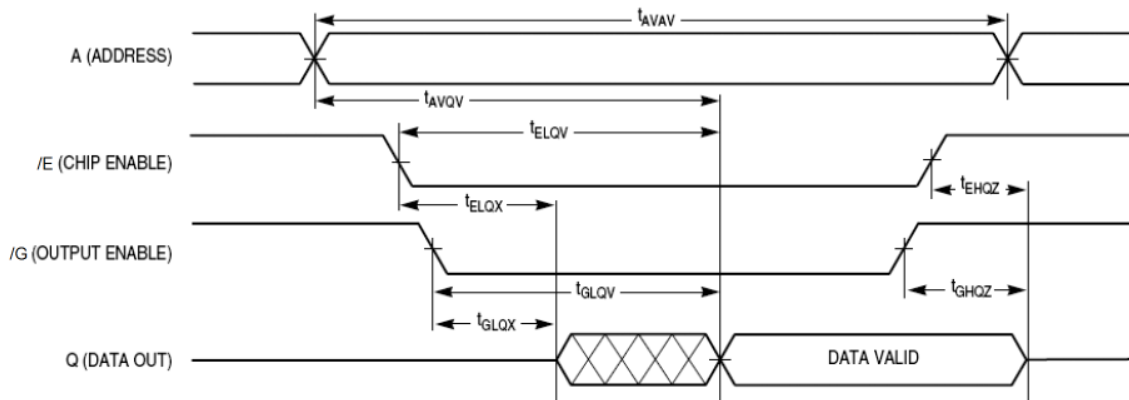 tAVAV
A (ADDRESS)
tAVQV
tELQV
/E (CHIP ENABLE)
tEHQZ
tELQX
/G (OUTPUT ENABLE)
tGLQV
tGHQZ
tGLQX
Q (DATA OUT)
DATA VALID